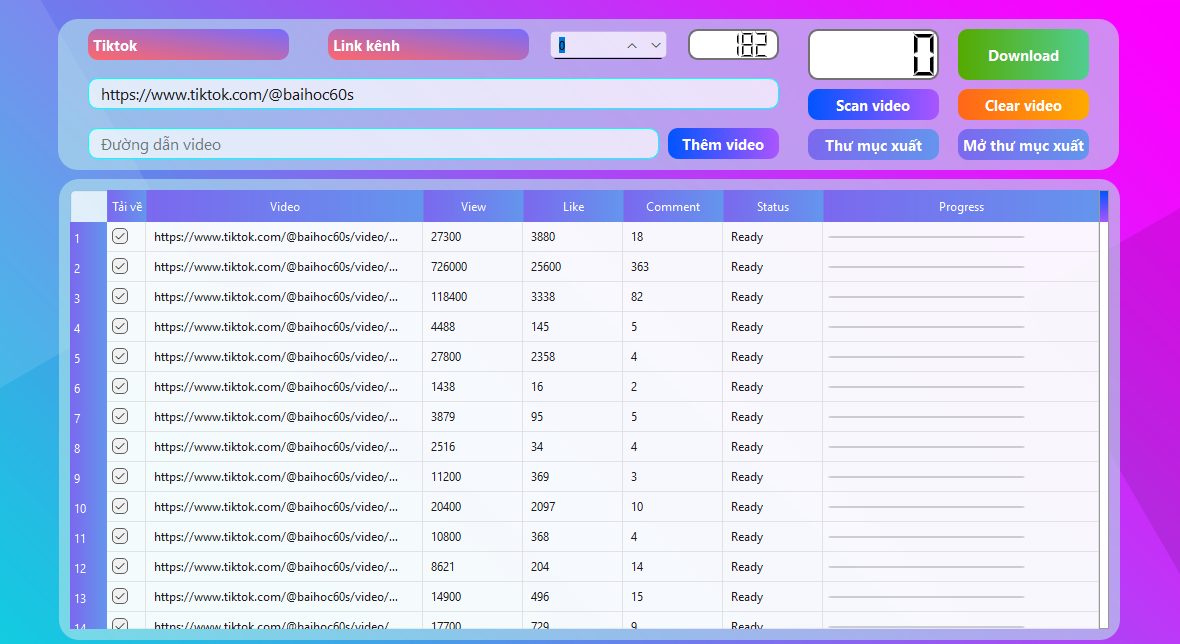 Tiktok Link kênh 0 182 0 Download
https://www.tiktok.com/@baihoc60s Scan video Clear video
Đường dẫn video Thêm video Thư mục xuất Mở thư mục xuất
Tải về Video View Like Comment Status Progress
1 https://www.tiktok.com/@baihoc60s/video/... 27300 3880 18 Ready
2 https://www.tiktok.com/@baihoc60s/video/... 726000 25600 363 Ready
3 https://www.tiktok.com/@baihoc60s/video/... 118400 3338 82 Ready
4 https://www.tiktok.com/@baihoc60s/video/... 4488 145 5 Ready
5 https://www.tiktok.com/@baihoc60s/video/... 27800 2358 4 Ready
6 https://www.tiktok.com/@baihoc60s/video/... 1438 16 2 Ready
7 https://www.tiktok.com/@baihoc60s/video/... 3879 95 5 Ready
8 https://www.tiktok.com/@baihoc60s/video/... 2516 34 4 Ready
9 https://www.tiktok.com/@baihoc60s/video/... 11200 369 3 Ready
10 https://www.tiktok.com/@baihoc60s/video/... 20400 2097 10 Ready
11 https://www.tiktok.com/@baihoc60s/video/... 10800 368 4 Ready
12 https://www.tiktok.com/@baihoc60s/video/... 8621 204 14 Ready
13 https://www.tiktok.com/@baihoc60s/video/... 14900 496 15 Ready
14 https://www.tiktok.com/@baihoc60s/video/... 17700 729 9 Ready